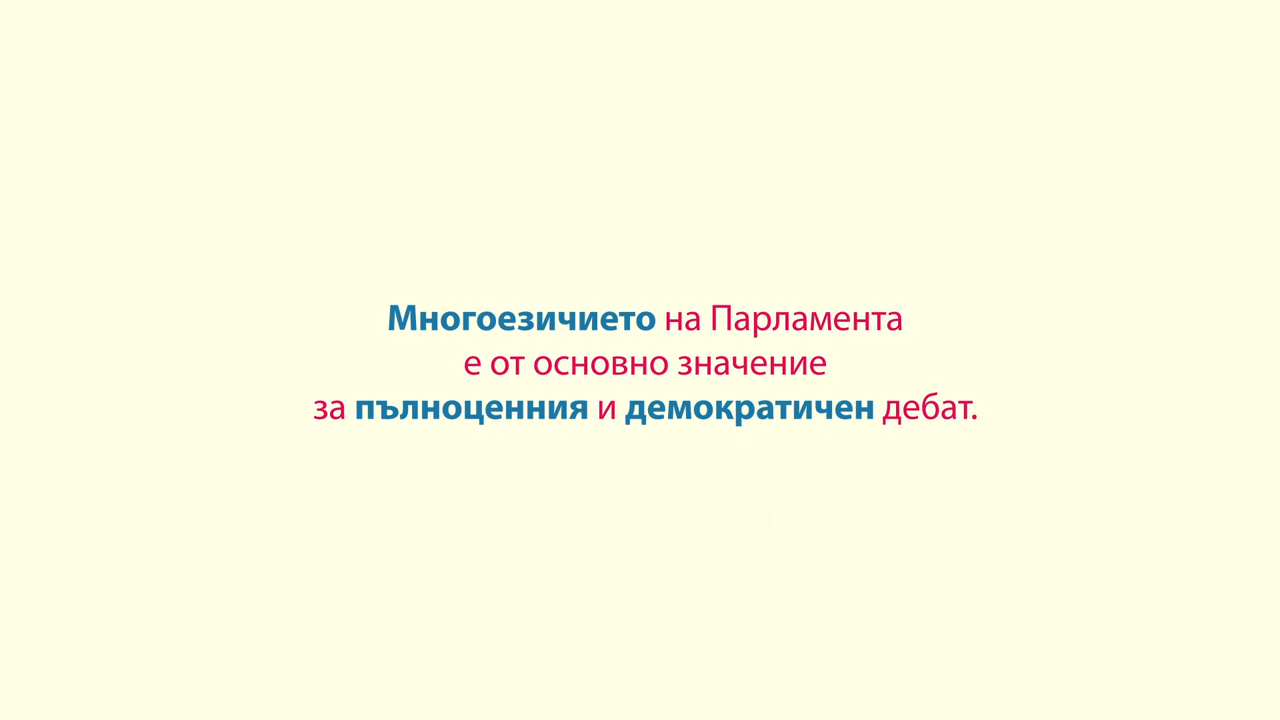 Многоезичието на Парламента
е от основно значение
за пълноценния и демократичен дебат.